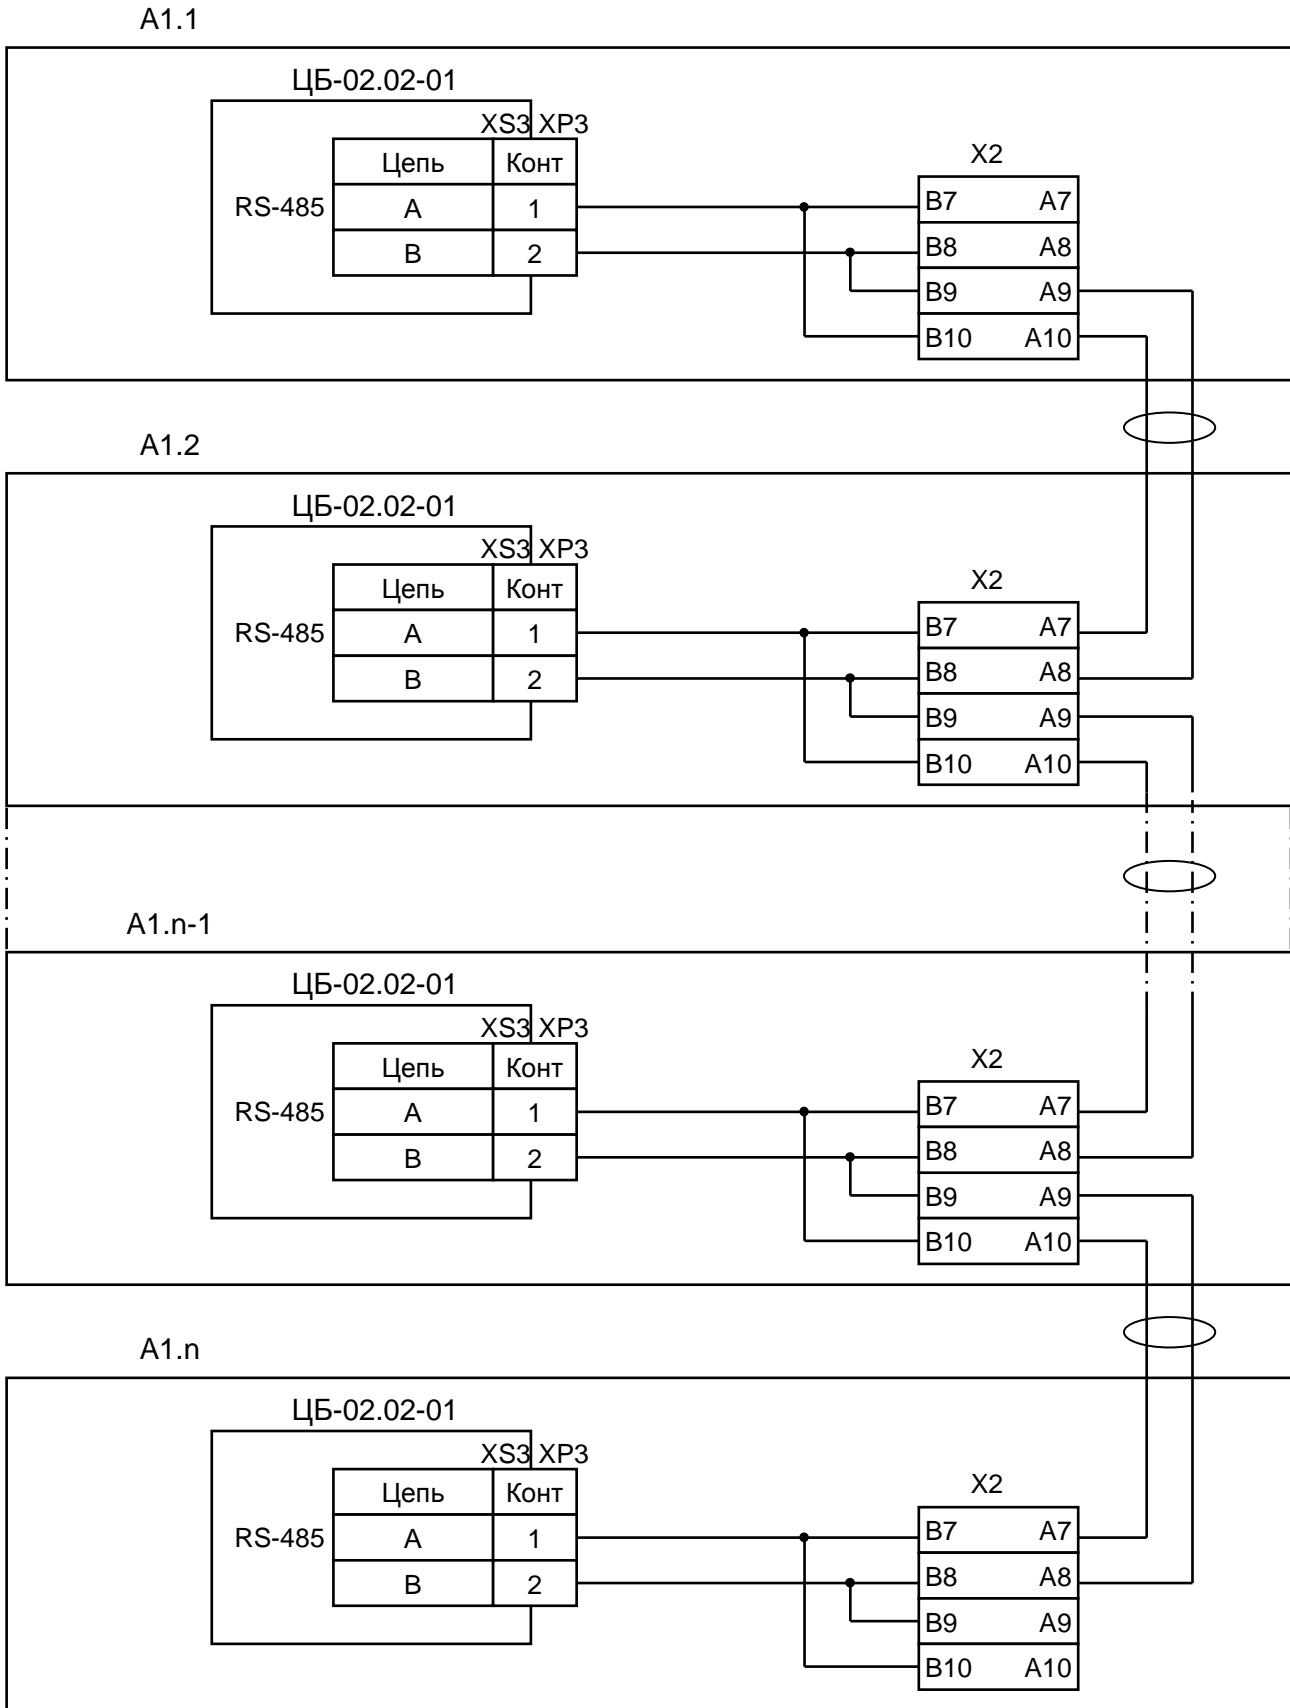 A1.1
ЦБ-02.02-01
XS3 XP3
Цепь Конт
X2
RS-485 A 1
B7 A7
B 2
B8 A8
B9 A9
B10 A10
A1.2
ЦБ-02.02-01
XS3 XP3
Цепь Конт
X2
RS-485 A 1
B7 A7
B 2
B8 A8
B9 A9
B10 A10
A1.n-1
ЦБ-02.02-01
XS3 XP3
Цепь Конт
X2
RS-485 A 1
B7 A7
B 2
B8 A8
B9 A9
B10 A10
A1.n
ЦБ-02.02-01
XS3 XP3
Цепь Конт
X2
RS-485 A 1
B7 A7
B 2
B8 A8
B9 A9
B10 A10